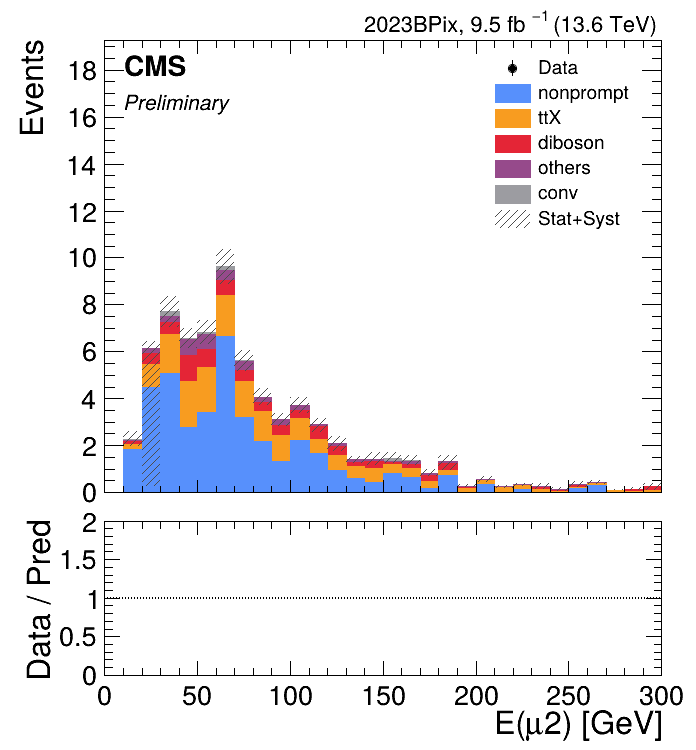 2023BPix, 9.5 fb⁻¹ (13.6 TeV)
CMS
Preliminary
Events
18
16
14
12
10
8
6
4
2
0
Data
nonprompt
ttX
diboson
others
conv
Stat+Syst
Data / Pred
2
1.5
1
0.5
0
0 50 100 150 200 250 300
E(μ2) [GeV]